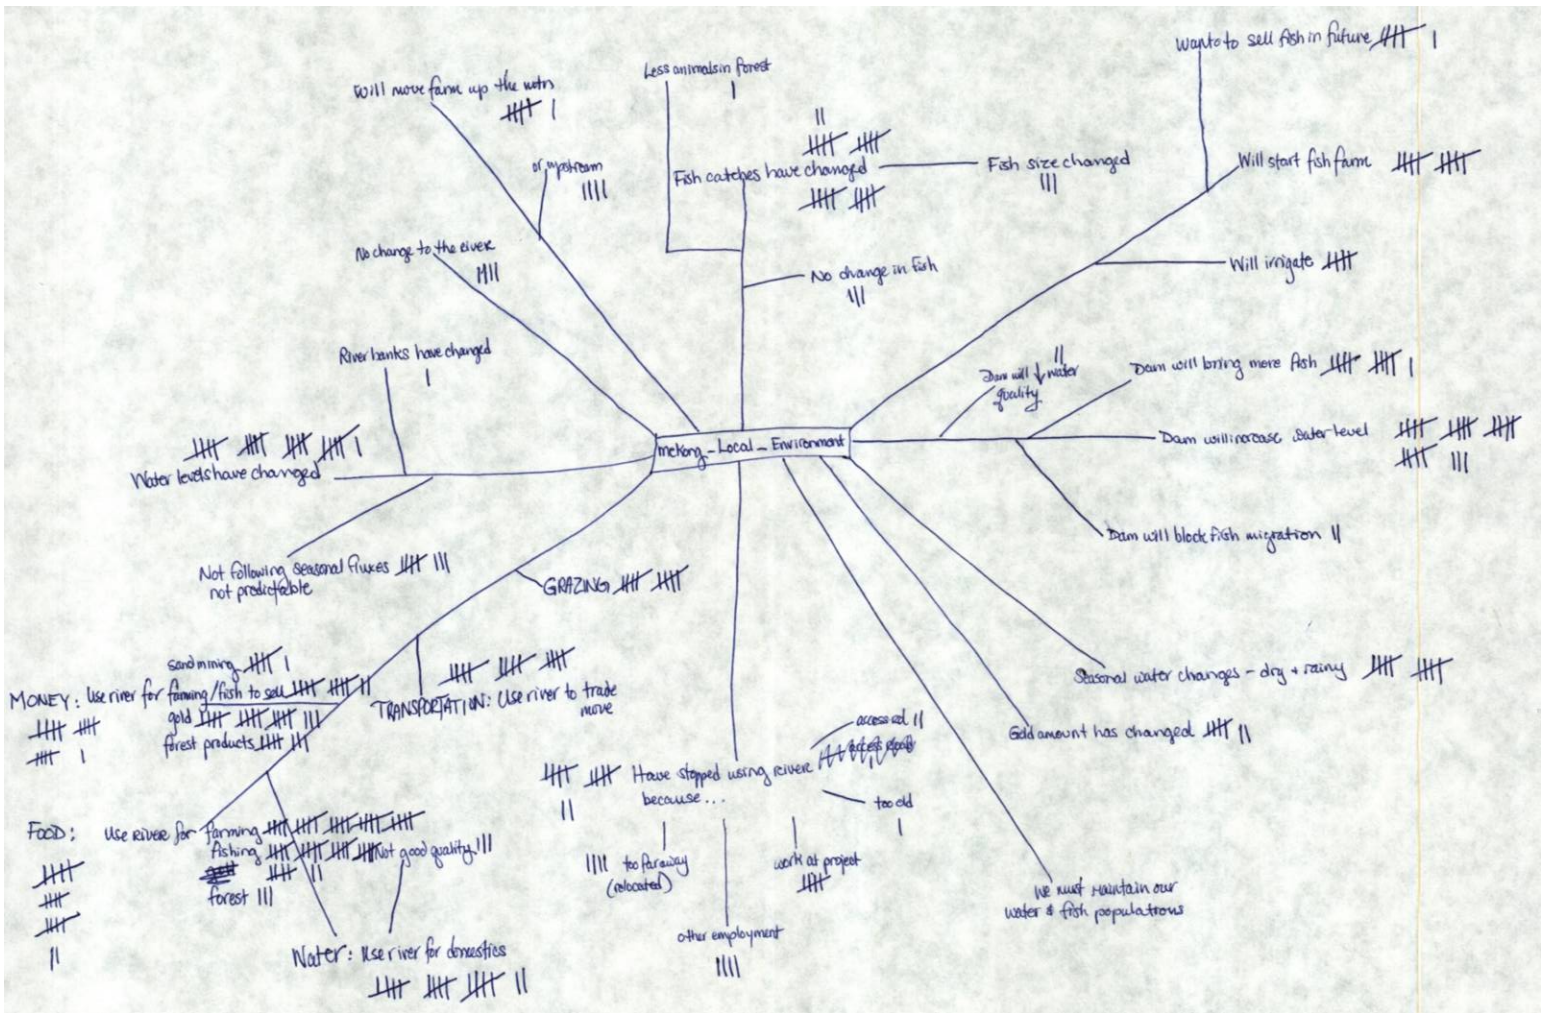 Wants to sell fish in future
Will move farm up the mtn
Less animals in forest
or upstream
Fish catches have changed
Fish size changed
Will start fish farm
No change to the river
No change in fish
Will irrigate
River banks have changed
Dam will ↓ water
quality
Dam will bring more fish
Mekong - Local - Environment
Dam will increase water level
Water levels have changed
Dam will block fish migration
Not following seasonal fluxes
not predictable
GRAZING
Seasonal water changes - dry + rainy
sand mining
MONEY: Use river for farming/fish to sell
gold
forest products
TRANSPORTATION: Use river to trade
move
Gold amount has changed
access rd
Have stopped using river
because...
too old
FOOD: Use River for farming
fishing
Not good quality
forest
too far away
(relocated)
work at project
We must maintain our
water & fish populations
other employment
Water: Use river for domestics